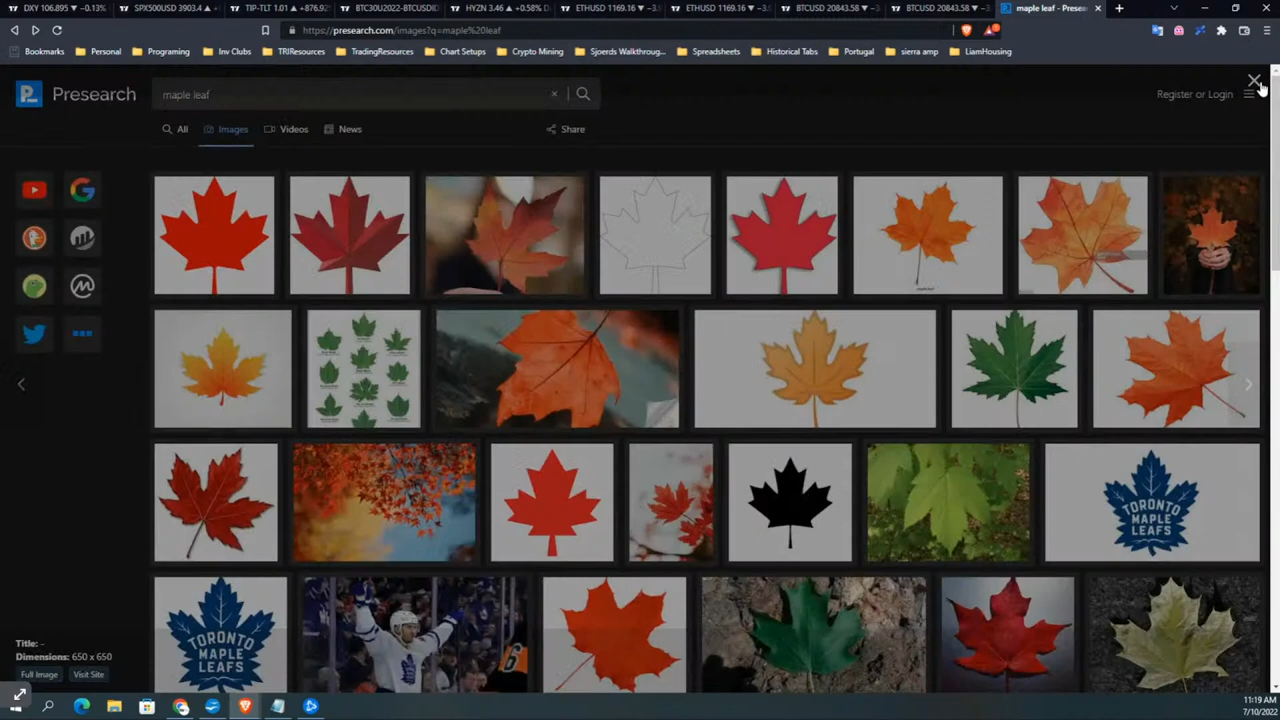 DXY 106.895 ▼ −0.13%
SPX500USD 3903.4 ▲ +
TIP-TLT 1.01 ▲ +876.92
BTC30U2022-BTCUSDID
HYZN 3.46 ▲ +0.58%
ETHUSD 1169.16 ▼ −3.
ETHUSD 1169.16 ▼ −3.
BTCUSD 20843.58 ▼ −
BTCUSD 20843.58 ▼ −
maple leaf - Presea
https://presearch.com/images?q=maple%20leaf
Bookmarks Personal Programing Inv Clubs TRIResources TradingResources Chart Setups Crypto Mining Sjoerds Walkthroug... Spreadsheets Historical Tabs Portugal sierra amp LiamHousing
Presearch
maple leaf
Register or Login
All Images Videos News Share
TORONTO
MAPLE
LEAFS
TORONTO
MAPLE
LEAFS
Title: -
Dimensions: 650 x 650
Full Image Visit Site
11:19 AM
7/10/2022